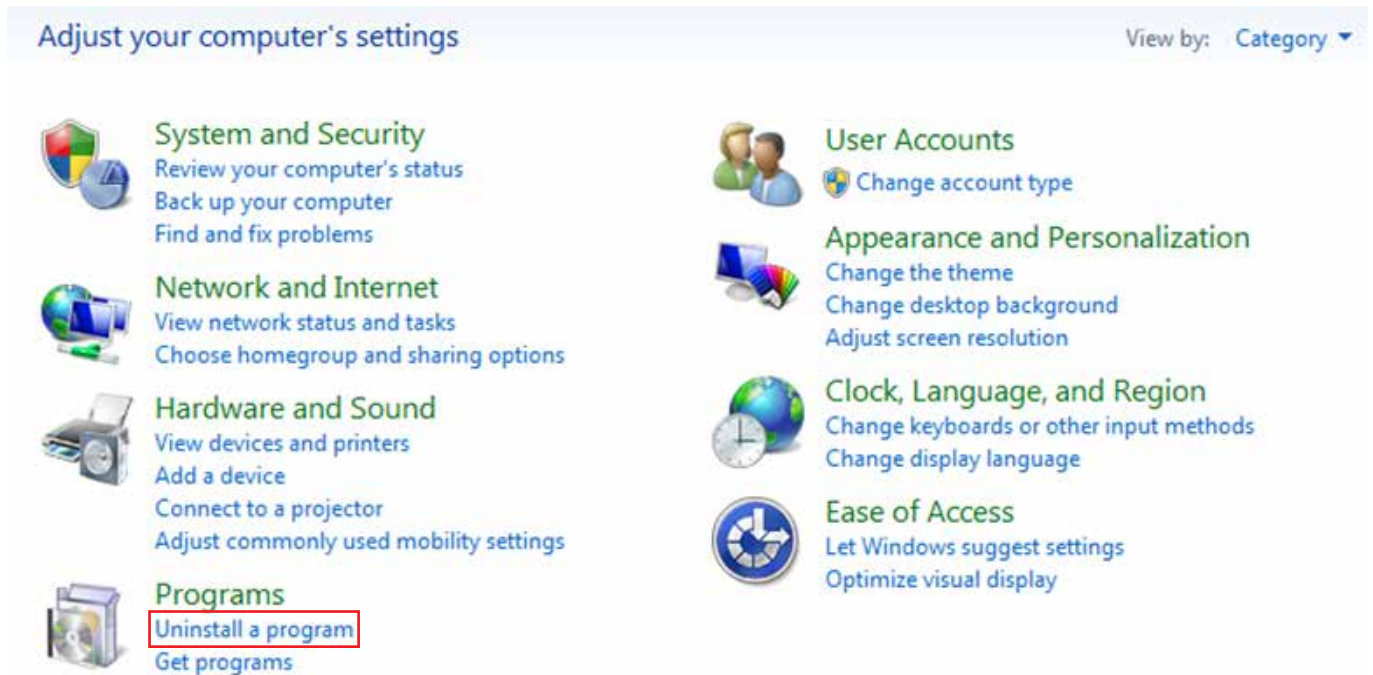 Adjust your computer's settings
View by: Category
System and Security
Review your computer's status
Back up your computer
Find and fix problems
Network and Internet
View network status and tasks
Choose homegroup and sharing options
Hardware and Sound
View devices and printers
Add a device
Connect to a projector
Adjust commonly used mobility settings
Programs
Uninstall a program
Get programs
User Accounts
Change account type
Appearance and Personalization
Change the theme
Change desktop background
Adjust screen resolution
Clock, Language, and Region
Change keyboards or other input methods
Change display language
Ease of Access
Let Windows suggest settings
Optimize visual display